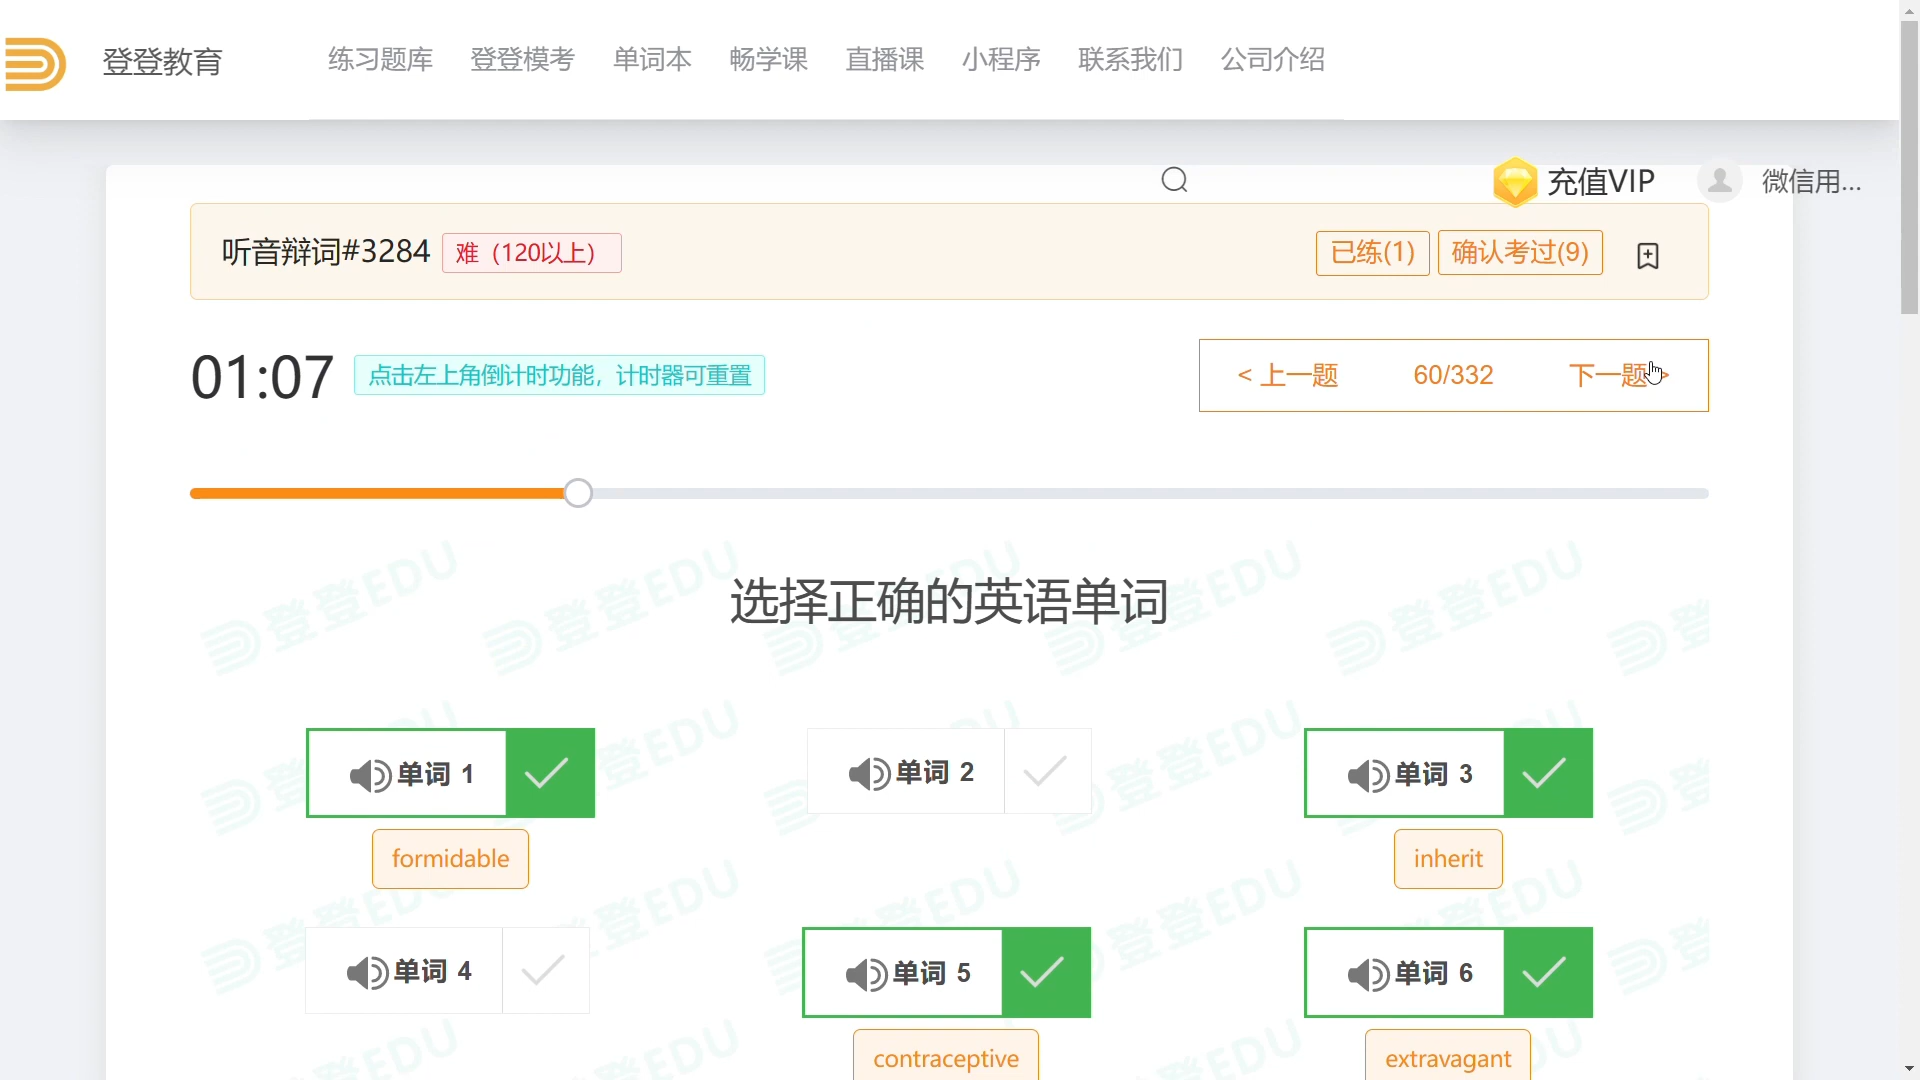 登登教育
练习题库 登登模考 单词本 畅学课 直播课 小程序 联系我们 公司介绍
充值VIP 微信用...
听音辩词#3284 难（120以上） 已练(1) 确认考过(9)
01:07 点击左上角倒计时功能，计时器可重置 < 上一题 60/332 下一题 >
选择正确的英语单词
单词 1 单词 2 单词 3
formidable inherit
单词 4 单词 5 单词 6
contraceptive extravagant
登登EDU